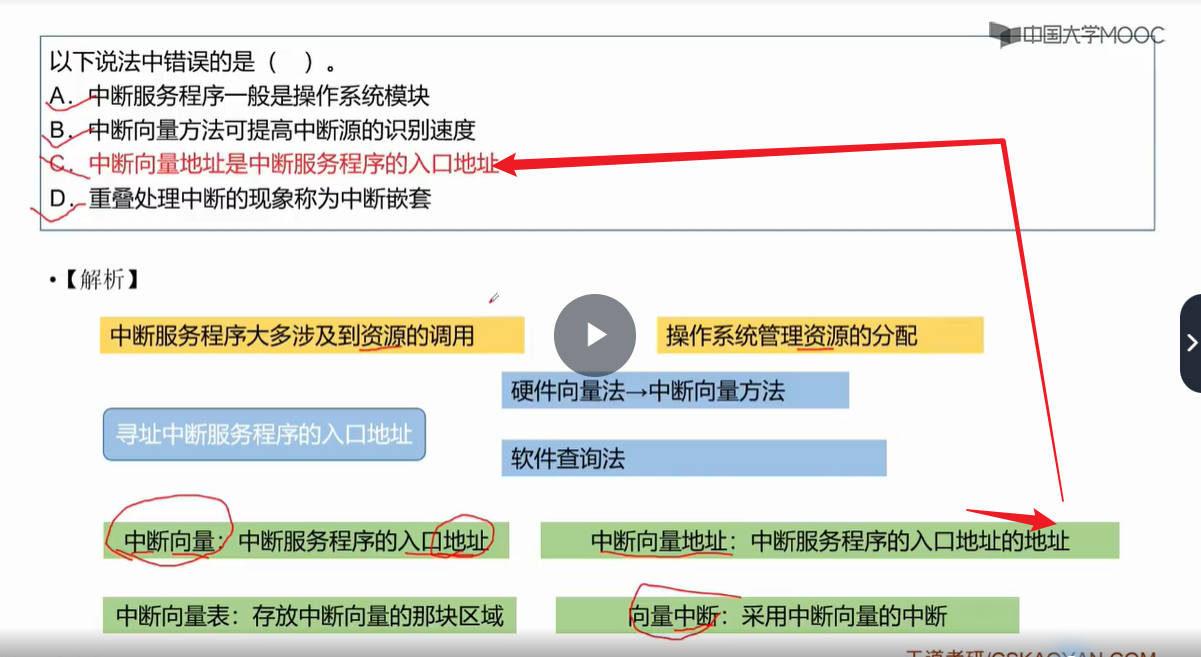 中国大学MOOC
以下说法中错误的是（ ）。
A．中断服务程序一般是操作系统模块
B．中断向量方法可提高中断源的识别速度
C．中断向量地址是中断服务程序的入口地址
D．重叠处理中断的现象称为中断嵌套
•【解析】
中断服务程序大多涉及到资源的调用
操作系统管理资源的分配
硬件向量法→中断向量方法
寻址中断服务程序的入口地址
软件查询法
中断向量：中断服务程序的入口地址
中断向量地址：中断服务程序的入口地址的地址
中断向量表：存放中断向量的那块区域
向量中断：采用中断向量的中断
王道考研/CSKAOYAN.COM